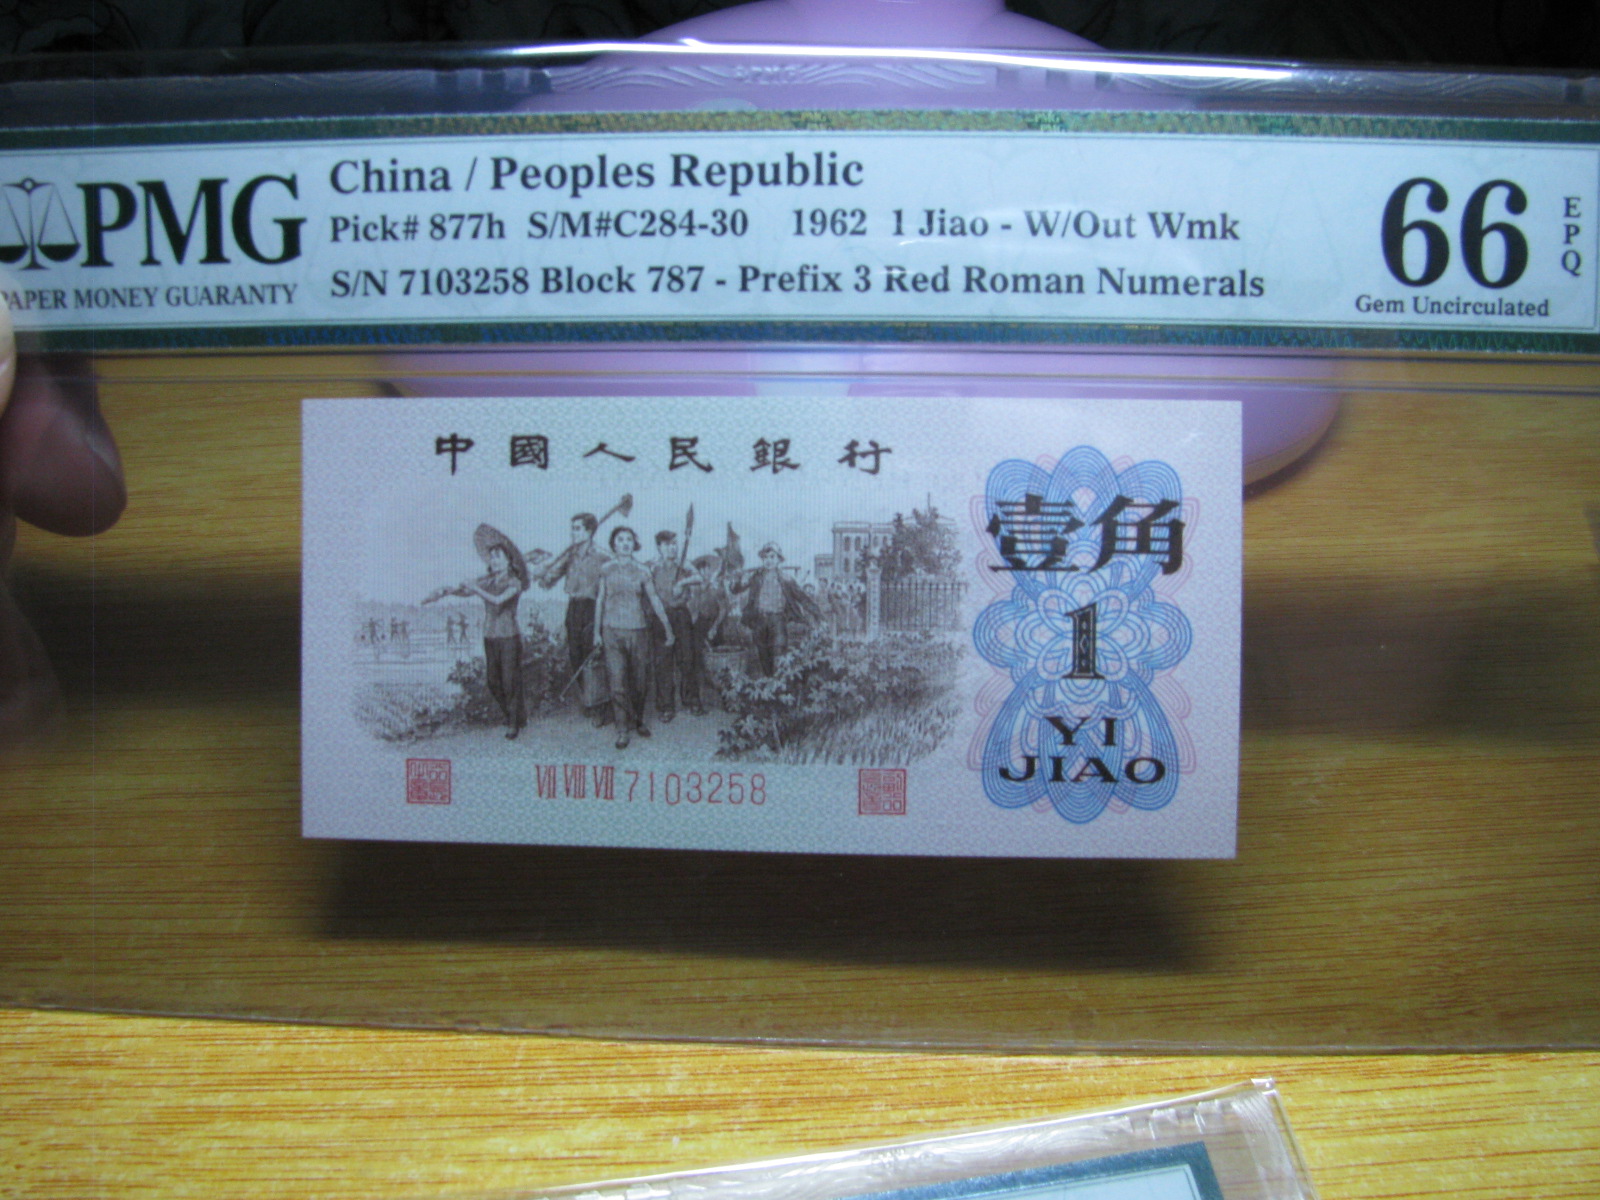 PMG
PAPER MONEY GUARANTY
China / Peoples Republic
Pick# 877h S/M#C284-30 1962 1 Jiao - W/Out Wmk
S/N 7103258 Block 787 - Prefix 3 Red Roman Numerals
66
EPQ
Gem Uncirculated
中國人民銀行
壹角
1
YI
JIAO
VII VIII VII 7103258